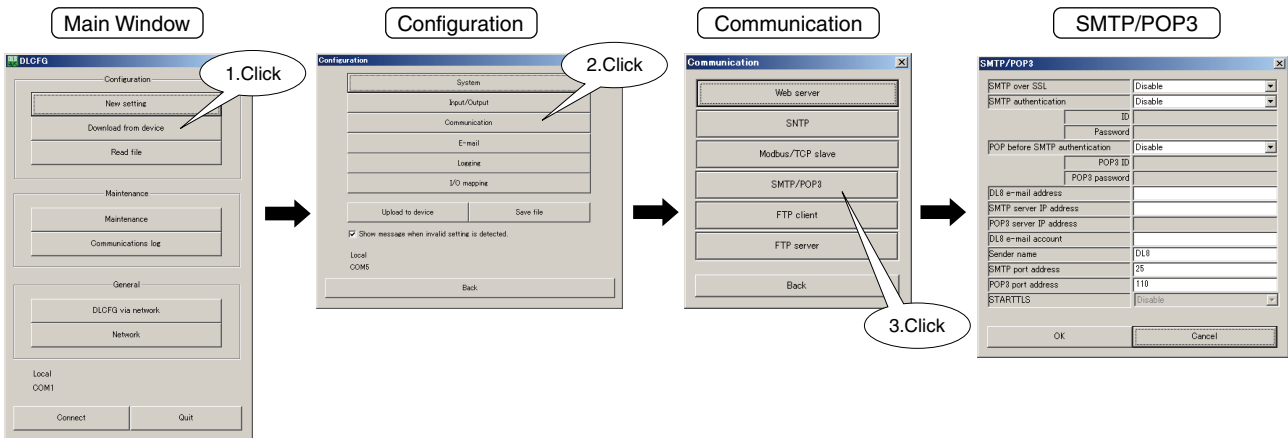 Main Window
DLCFG
Configuration
1.Click
New setting
Download from device
Read file
Maintenance
Maintenance
Communications log
General
DLCFG via network
Network
Local
COM1
Connect
Quit
Configuration
Configuration
2.Click
System
Input/Output
Communication
E-mail
Logging
I/O mapping
Upload to device
Save file
Show message when invalid setting is detected.
Local
COM5
Back
Communication
Communication
Web server
SNTP
Modbus/TCP slave
SMTP/POP3
FTP client
FTP server
Back
3.Click
SMTP/POP3
SMTP/POP3
SMTP over SSL Disable
SMTP authentication Disable
ID
Password
POP before SMTP authentication Disable
POP3 ID
POP3 password
DL8 e-mail address
SMTP server IP address
POP3 server IP address
DL8 e-mail account
Sender name DL8
SMTP port address 25
POP3 port address 110
STARTTLS Disable
OK
Cancel